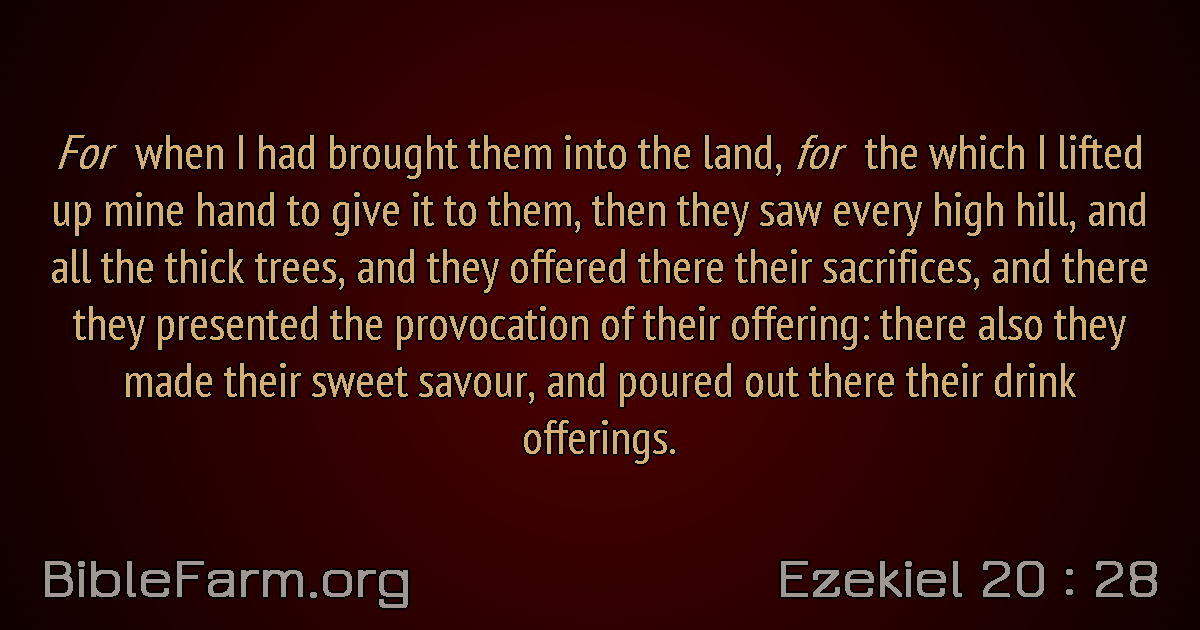 For when I had brought them into the land, for the which I lifted
up mine hand to give it to them, then they saw every high hill, and
all the thick trees, and they offered there their sacrifices, and there
they presented the provocation of their offering: there also they
made their sweet savour, and poured out there their drink
offerings.
BibleFarm.org
Ezekiel 20 : 28